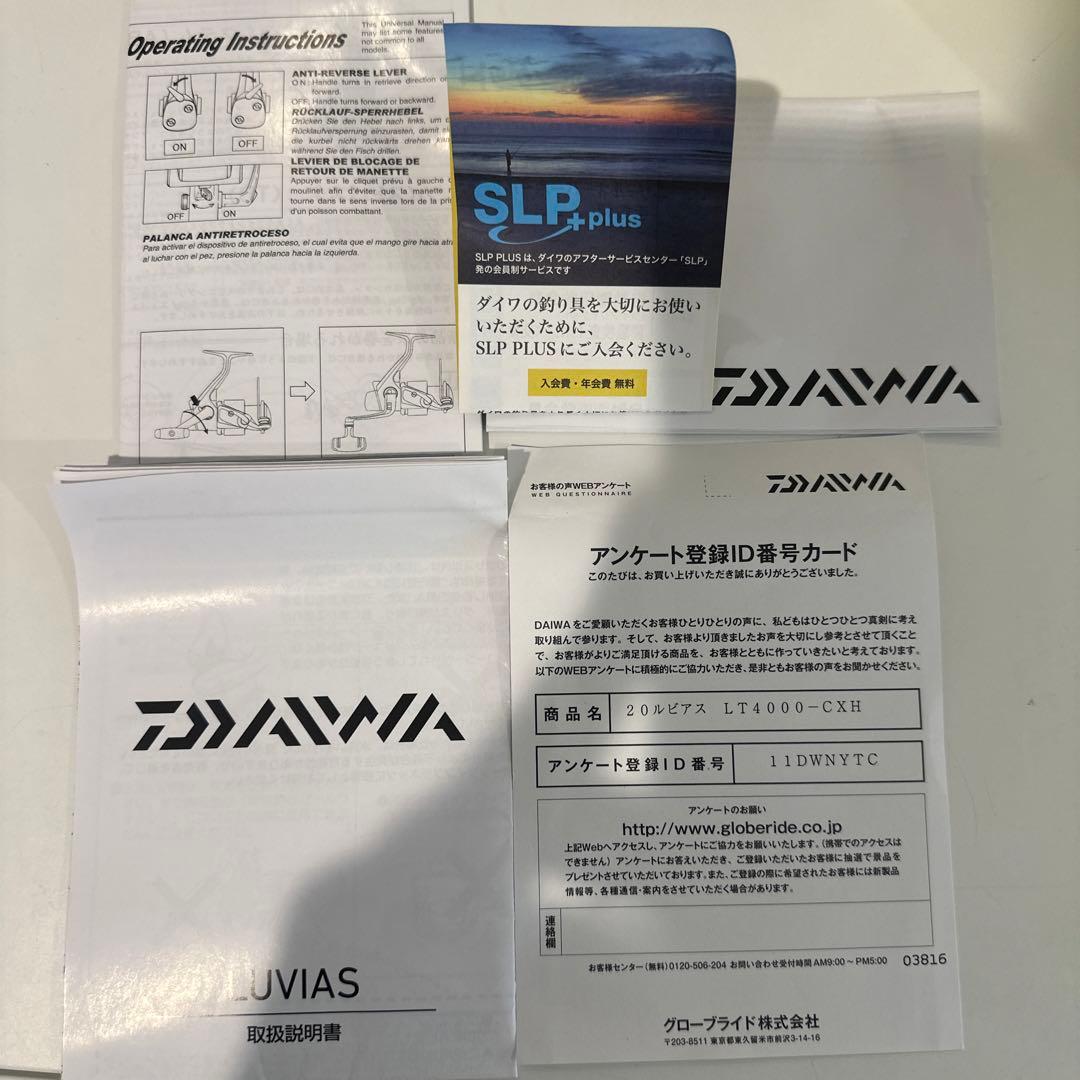 Operating Instructions
This Universal Manual
may list some features
not common to all
models.
ANTI-REVERSE LEVER
ON: Handle turns in retrieve direction or
forward.
OFF: Handle turns forward or backward.
RÜCKLAUF-SPERRHEBEL
Drücken Sie den Hebel nach links, um
Rücklaufversperrung einzurasten, damit
die kurbel nicht rückwärts drehen
während Sie den Fisch drillen.
LEVIER DE BLOCAGE DE
RETOUR DE MANETTE
Appuyer sur le cliquet prévu à gauche
moulinet afin d'éviter que la manette
tourne dans le sens inverse lors de la
d'un poisson combattant.
ON
OFF
OFF
ON
PALANCA ANTIRETROCESO
Para activar el dispositivo de antiretroceso, el cual evita que el mango gire hacia
al luchar con el pez, presione la palanca hacia la izquierda.
SLP+plus
SLP PLUS は、ダイワのアフターサービスセンター「SLP」
発の会員制サービスです
ダイワの釣り具を大切にお使い
いただくために、
SLP PLUS にご入会ください。
入会費・年会費 無料
DAIWA
DAIWA
LUVIAS
取扱説明書
お客様の声WEBアンケート
WEB QUESTIONNAIRE
DAIWA
アンケート登録ID番号カード
このたびは、お買い上げいただき誠にありがとうございました。
DAIWAをご愛顧いただくお客様ひとりひとりの声に、私どもはひとつひとつ真剣に考え
取り組んで参ります。そして、お客様より頂きましたお声を大切にし参考とさせて頂くこと
で、お客様がよりご満足頂ける商品を、お客様とともに作っていきたいと考えております。
以下のWEBアンケートに積極的にご協力いただき、是非ともお客様の声をお聞かせください。
商品名 20ルビアス LT4000-CXH
アンケート登録ID番号 11DWNYTC
アンケートのお願い
http://www.globeride.co.jp
上記Webへアクセスし、アンケートにご協力をお願いいたします。(携帯でのアクセスは
できません) アンケートにお答えいただき、ご登録いただいたお客様に抽選で景品を
プレゼントさせていただいております。また、ご登録の際に希望されたお客様には新製品
情報等、各種通信・案内をさせていただく場合があります。
連絡欄
お客様センター(無料)0120-506-204 お問い合わせ受付時間 AM9:00～PM5:00
03816
グローブライド株式会社
〒203-8511 東京都東久留米市前沢3-14-16